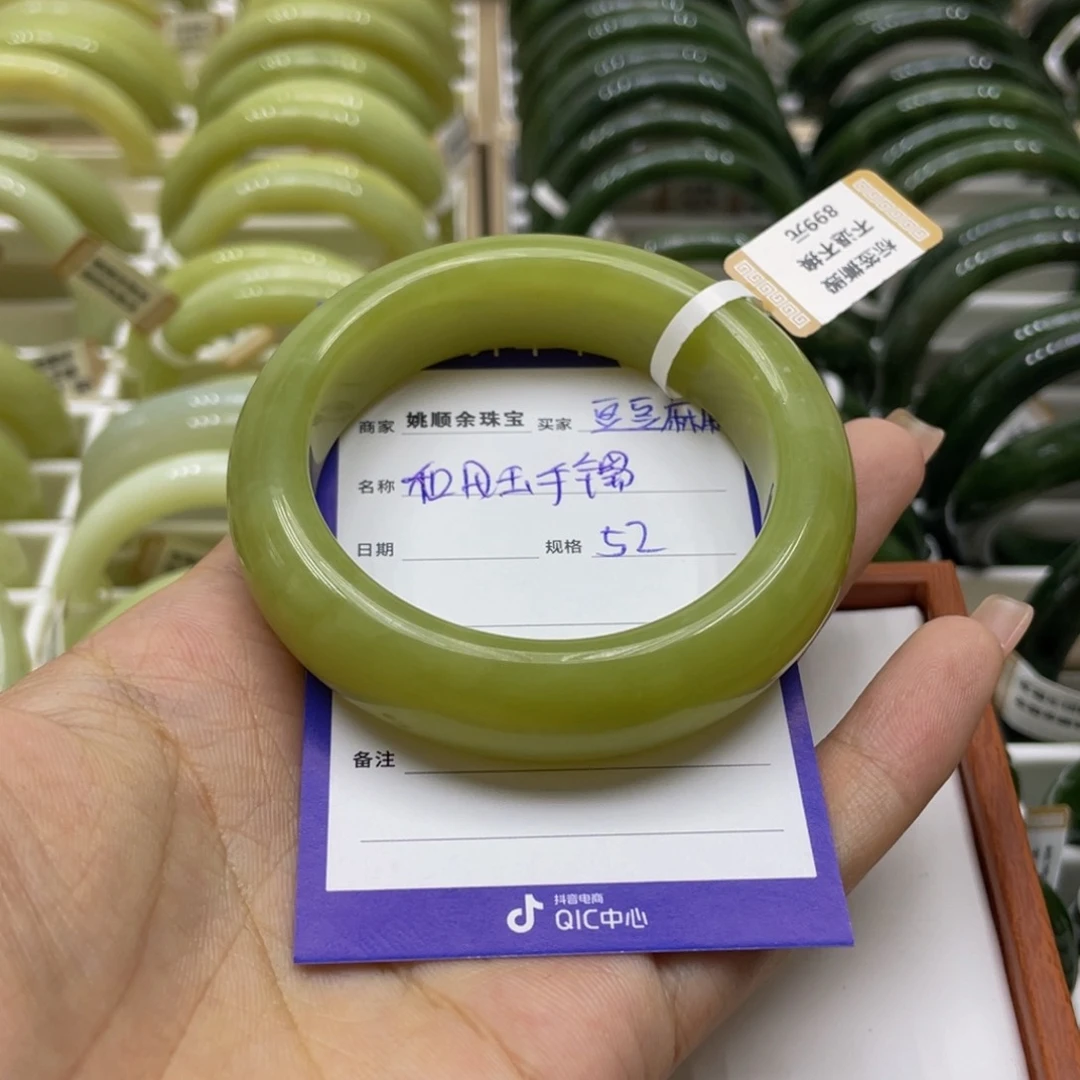 标签撕毁
不退不换
899元
商家 姚顺余珠宝 买家 豆豆麻麻
名称 和田玉手镯
日期 规格 52
备注
抖音电商
QIC中心